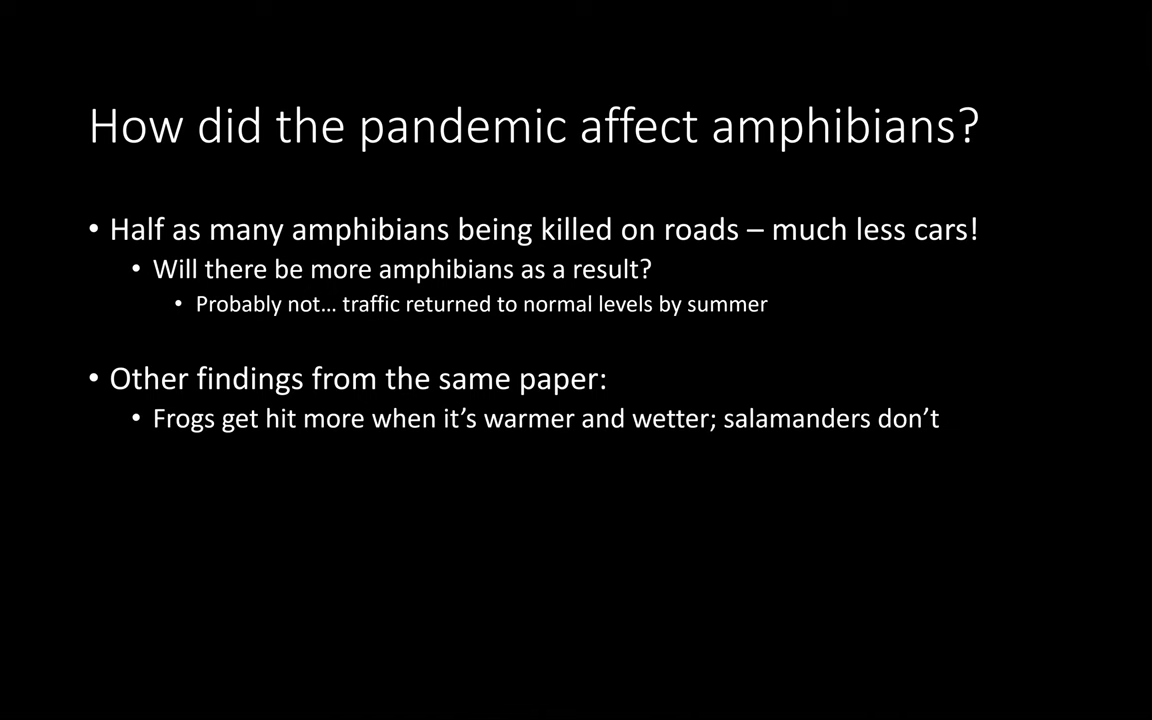 How did the pandemic affect amphibians?
• Half as many amphibians being killed on roads – much less cars!
• Will there be more amphibians as a result?
• Probably not… traffic returned to normal levels by summer
• Other findings from the same paper:
• Frogs get hit more when it’s warmer and wetter; salamanders don’t